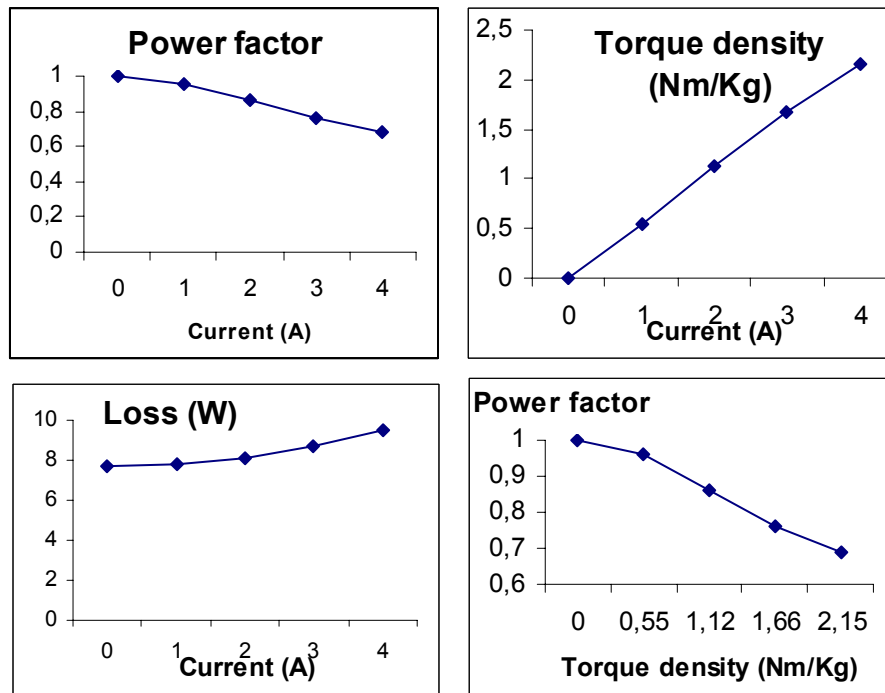 Power factor
1
0,8
0,6
0,4
0,2
0
0 1 2 3 4
Current (A)
Torque density
(Nm/Kg)
2,5
2
1,5
1
0,5
0
0 1 2 3 4
Current (A)
Loss (W)
10
8
6
4
2
0
0 1 2 3 4
Current (A)
Power factor
1
0,9
0,8
0,7
0,6
0 0,55 1,12 1,66 2,15
Torque density (Nm/Kg)